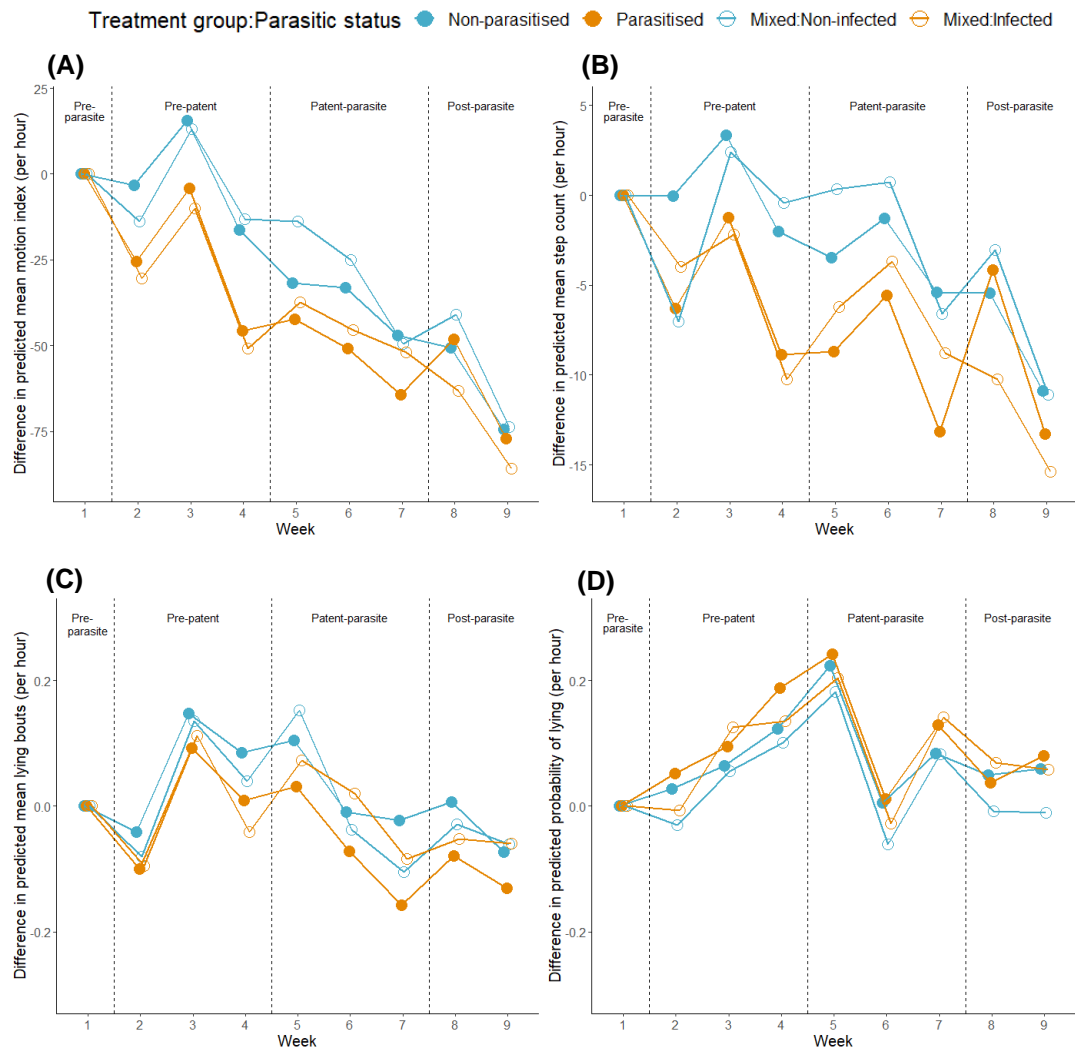 Treatment group:Parasitic status Non-parasitised Parasitised Mixed:Non-infected Mixed:Infected
(A)
Difference in predicted mean motion index (per hour)
25
0
-25
-50
-75
Pre-
parasite
Pre-patent
Patent-parasite
Post-parasite
1 2 3 4 5 6 7 8 9
Week
(B)
Difference in predicted mean step count (per hour)
5
0
-5
-10
-15
Pre-
parasite
Pre-patent
Patent-parasite
Post-parasite
1 2 3 4 5 6 7 8 9
Week
(C)
Difference in predicted mean lying bouts (per hour)
0.2
0.0
-0.2
Pre-
parasite
Pre-patent
Patent-parasite
Post-parasite
1 2 3 4 5 6 7 8 9
Week
(D)
Difference in predicted probability of lying (per hour)
0.2
0.0
-0.2
Pre-
parasite
Pre-patent
Patent-parasite
Post-parasite
1 2 3 4 5 6 7 8 9
Week